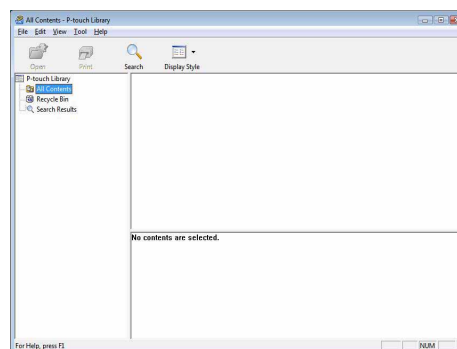 All Contents - P-touch Library
File Edit View Tool Help
Open Print Search Display Style
P-touch Library
All Contents
Recycle Bin
Search Results
No contents are selected.
For Help, press F1 NUM